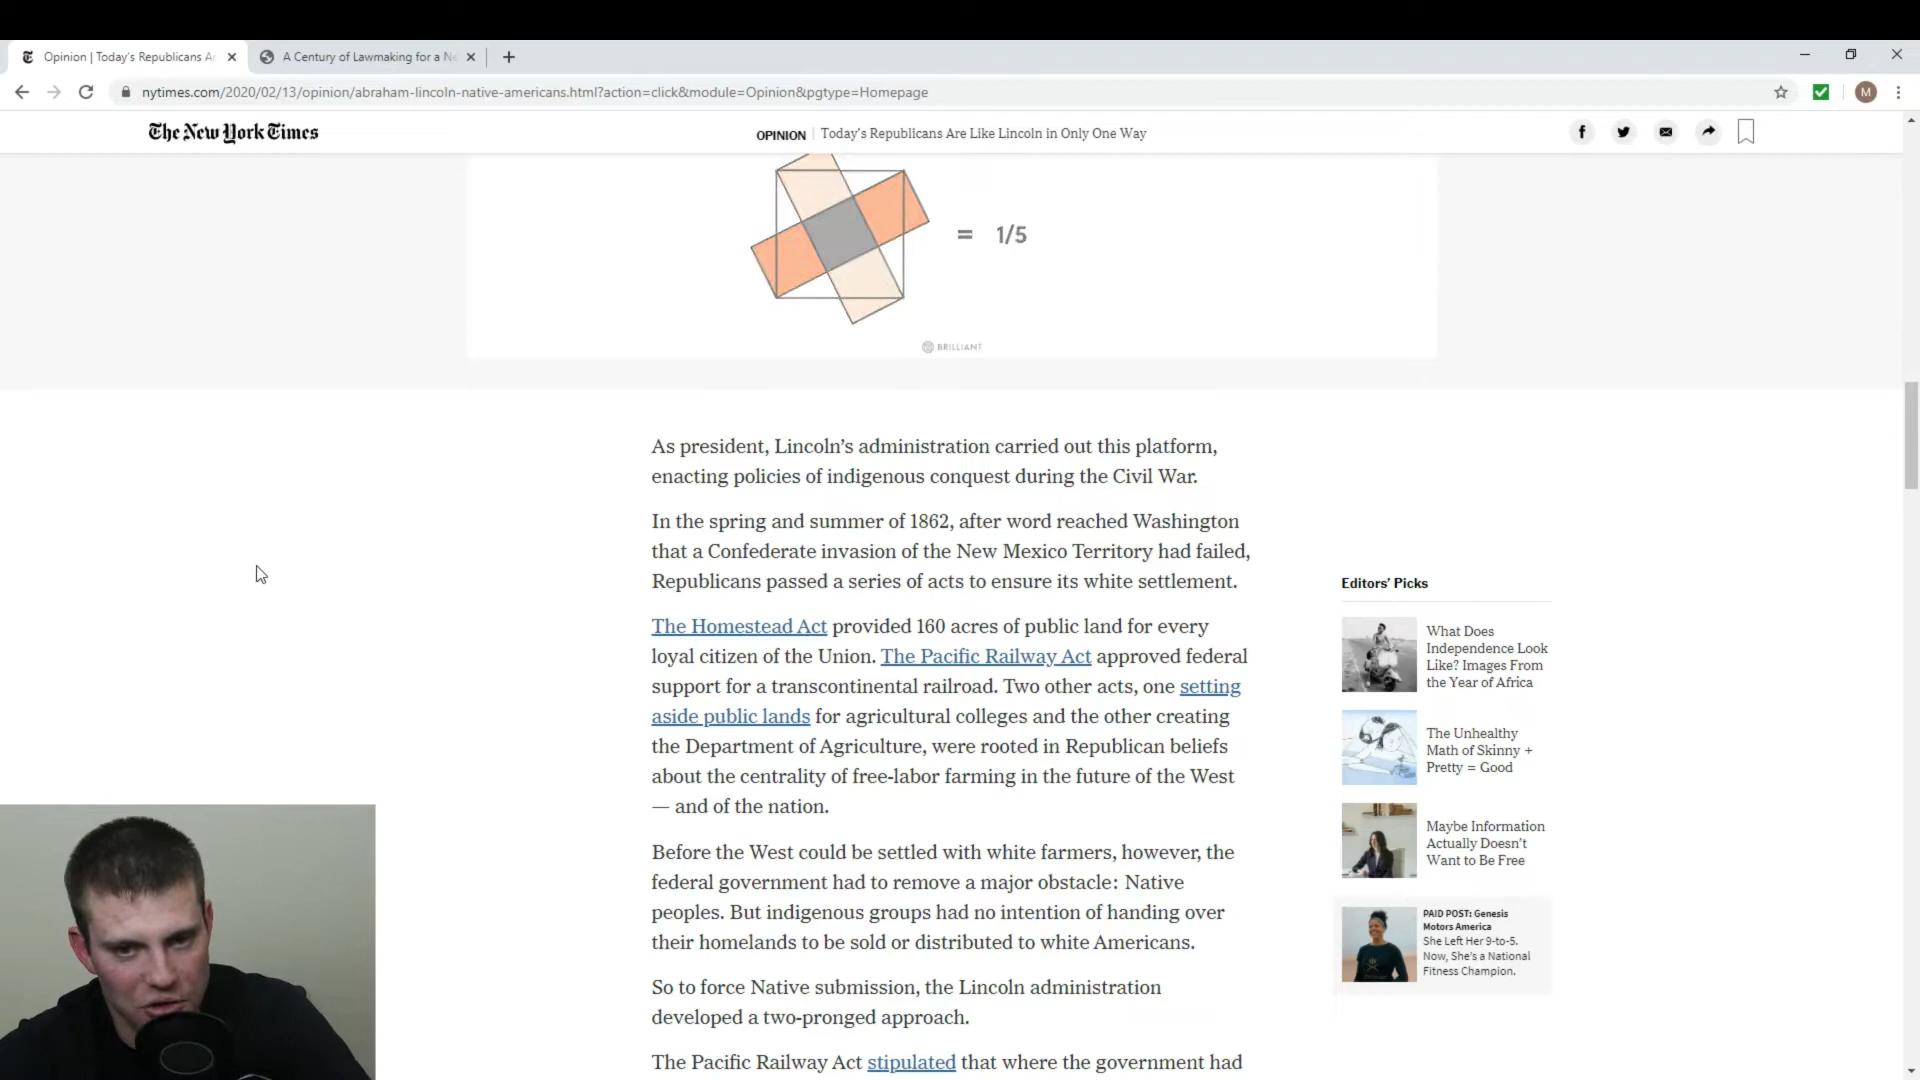 Opinion | Today's Republicans Ar
A Century of Lawmaking for a Ne
nytimes.com/2020/02/13/opinion/abraham-lincoln-native-americans.html?action=click&module=Opinion&pgtype=Homepage
M
The New York Times
OPINION
Today's Republicans Are Like Lincoln in Only One Way
= 1/5
BRILLIANT
As president, Lincoln’s administration carried out this platform,
enacting policies of indigenous conquest during the Civil War.
In the spring and summer of 1862, after word reached Washington
that a Confederate invasion of the New Mexico Territory had failed,
Republicans passed a series of acts to ensure its white settlement.
The Homestead Act provided 160 acres of public land for every
loyal citizen of the Union. The Pacific Railway Act approved federal
support for a transcontinental railroad. Two other acts, one setting
aside public lands for agricultural colleges and the other creating
the Department of Agriculture, were rooted in Republican beliefs
about the centrality of free-labor farming in the future of the West
— and of the nation.
Before the West could be settled with white farmers, however, the
federal government had to remove a major obstacle: Native
peoples. But indigenous groups had no intention of handing over
their homelands to be sold or distributed to white Americans.
So to force Native submission, the Lincoln administration
developed a two-pronged approach.
The Pacific Railway Act stipulated that where the government had
Editors’ Picks
What Does
Independence Look
Like? Images From
the Year of Africa
The Unhealthy
Math of Skinny +
Pretty = Good
Maybe Information
Actually Doesn’t
Want to Be Free
PAID POST: Genesis
Motors America
She Left Her 9-to-5.
Now, She’s a National
Fitness Champion.